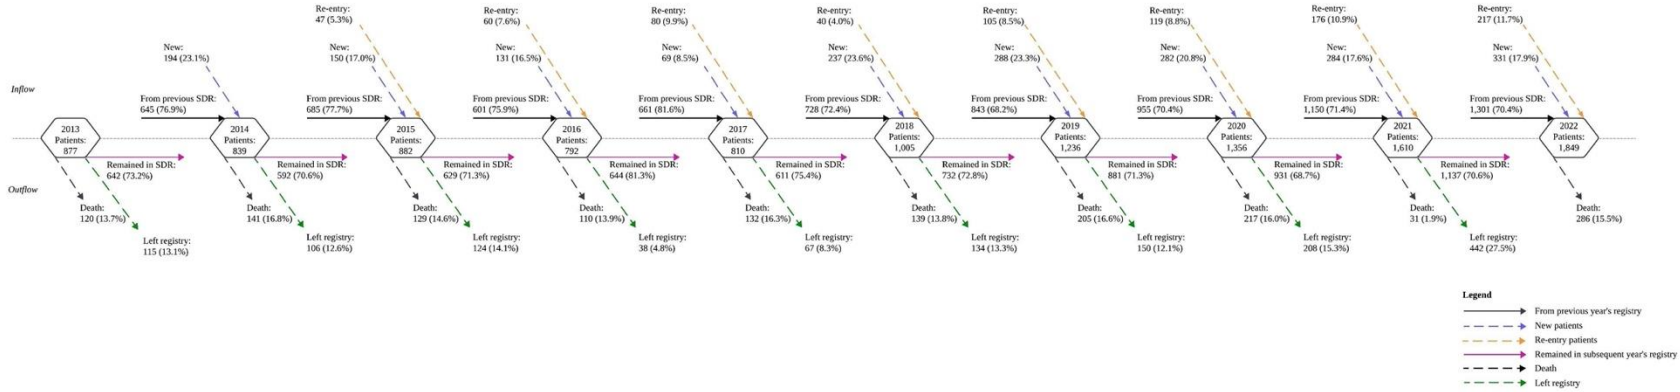 Re-entry:
47 (5.3%)
Re-entry:
60 (7.6%)
Re-entry:
80 (9.9%)
Re-entry:
40 (4.0%)
Re-entry:
105 (8.5%)
Re-entry:
119 (8.8%)
Re-entry:
176 (10.9%)
Re-entry:
217 (11.7%)
New:
194 (23.1%)
New:
150 (17.0%)
New:
131 (16.5%)
New:
69 (8.5%)
New:
237 (23.6%)
New:
288 (23.3%)
New:
282 (20.8%)
New:
284 (17.6%)
New:
331 (17.9%)
Inflow
From previous SDR:
645 (76.9%)
From previous SDR:
685 (77.7%)
From previous SDR:
601 (75.9%)
From previous SDR:
661 (81.6%)
From previous SDR:
728 (72.4%)
From previous SDR:
843 (68.2%)
From previous SDR:
955 (70.4%)
From previous SDR:
1,150 (71.4%)
From previous SDR:
1,301 (70.4%)
2013
Patients:
877
2014
Patients:
839
2015
Patients:
882
2016
Patients:
792
2017
Patients:
810
2018
Patients:
1,005
2019
Patients:
1,236
2020
Patients:
1,356
2021
Patients:
1,610
2022
Patients:
1,849
Outflow
Remained in SDR:
642 (73.2%)
Remained in SDR:
592 (70.6%)
Remained in SDR:
629 (71.3%)
Remained in SDR:
644 (81.3%)
Remained in SDR:
611 (75.4%)
Remained in SDR:
732 (72.8%)
Remained in SDR:
881 (71.3%)
Remained in SDR:
931 (68.7%)
Remained in SDR:
1,137 (70.6%)
Death:
120 (13.7%)
Death:
141 (16.8%)
Death:
129 (14.6%)
Death:
110 (13.9%)
Death:
132 (16.3%)
Death:
139 (13.8%)
Death:
205 (16.6%)
Death:
217 (16.0%)
Death:
31 (1.9%)
Death:
286 (15.5%)
Left registry:
115 (13.1%)
Left registry:
106 (12.6%)
Left registry:
124 (14.1%)
Left registry:
38 (4.8%)
Left registry:
67 (8.3%)
Left registry:
134 (13.3%)
Left registry:
150 (12.1%)
Left registry:
208 (15.3%)
Left registry:
442 (27.5%)
Legend
From previous year's registry
New patients
Re-entry patients
Remained in subsequent year's registry
Death
Left registry